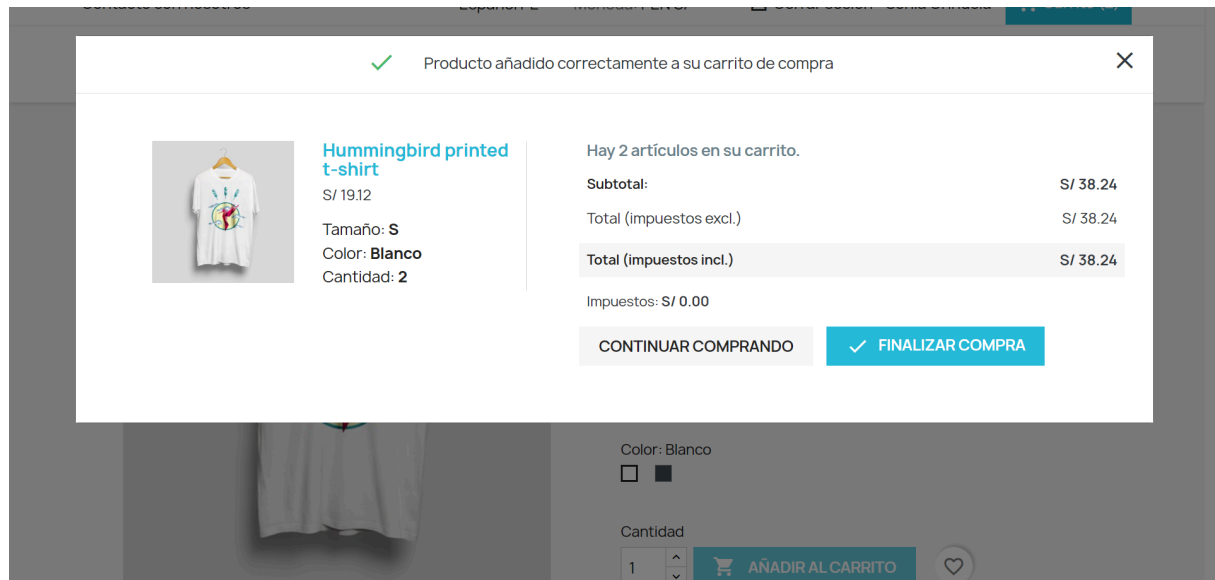 Producto añadido correctamente a su carrito de compra
Hummingbird printed
t-shirt
S/ 19.12
Tamaño: S
Color: Blanco
Cantidad: 2
Hay 2 artículos en su carrito.
Subtotal: S/ 38.24
Total (impuestos excl.) S/ 38.24
Total (impuestos incl.) S/ 38.24
Impuestos: S/ 0.00
CONTINUAR COMPRANDO
FINALIZAR COMPRA
Color: Blanco
Cantidad
1
AÑADIR AL CARRITO